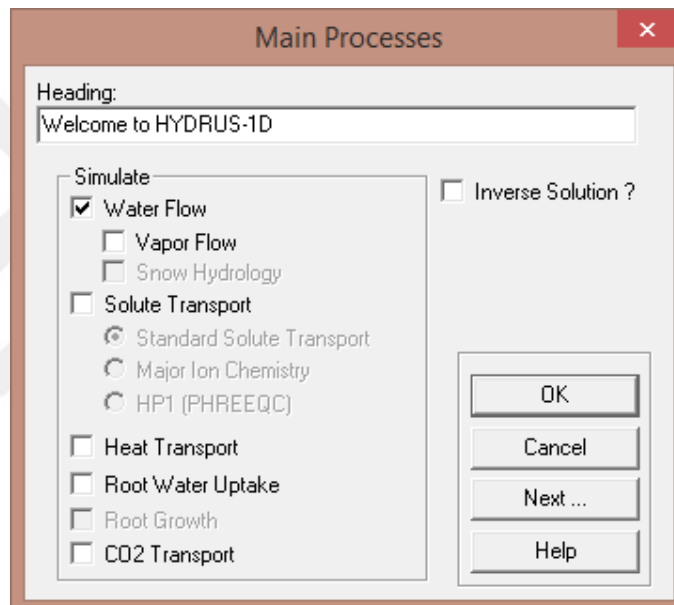 Main Processes
Heading:
Welcome to HYDRUS-1D
Simulate
Water Flow
Vapor Flow
Snow Hydrology
Solute Transport
Standard Solute Transport
Major Ion Chemistry
HP1 (PHREEQC)
Heat Transport
Root Water Uptake
Root Growth
CO2 Transport
Inverse Solution ?
OK
Cancel
Next ...
Help